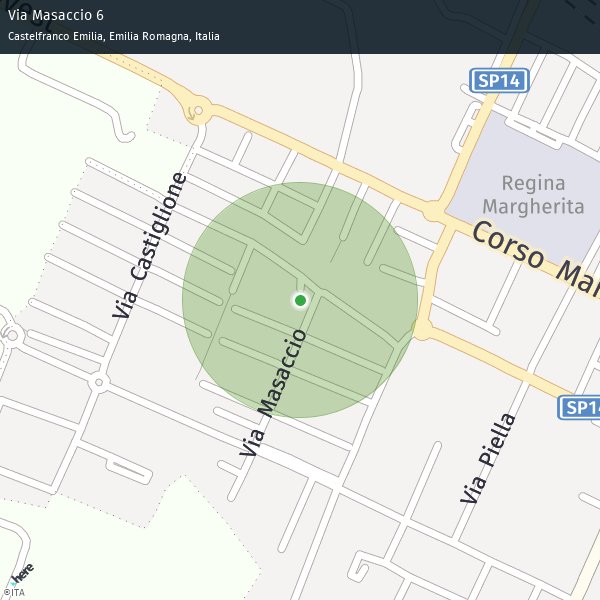 Via Masaccio 6
Castelfranco Emilia, Emilia Romagna, Italia
SP14
Regina
Margherita
Via Castiglione
Corso Mar
Via Masaccio
SP14
Via Piella
here
©ITA